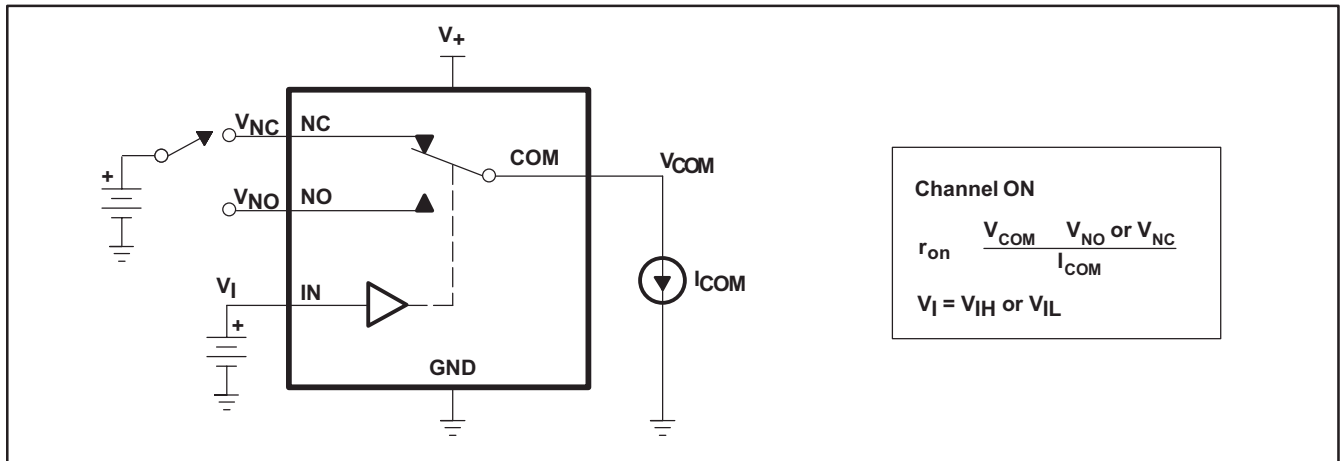 V+
VNC NC
COM
VCOM
VNO NO
VI IN
ICOM
GND
+
+
Channel ON
ron VCOM VNO or VNC
ICOM
VI = VIH or VIL